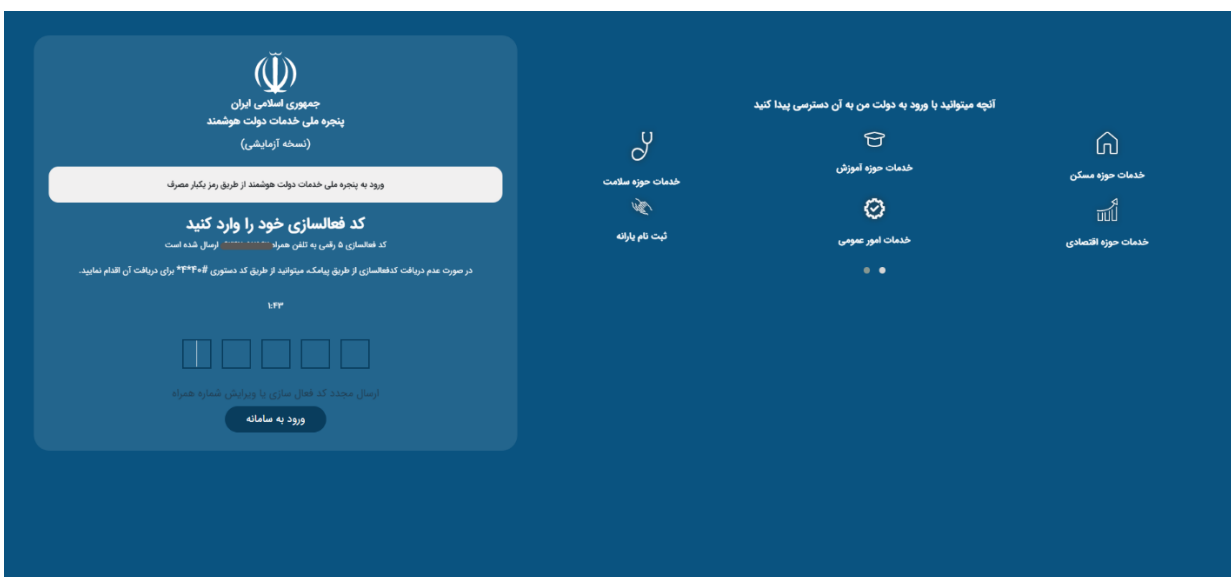 جمهوری اسلامی ایران
پنجره ملی خدمات دولت هوشمند
(نسخه آزمایشی)
ورود به پنجره ملی خدمات دولت هوشمند از طریق رمز یکبار مصرف
کد فعالسازی خود را وارد کنید
کد فعالسازی ۵ رقمی به تلفن همراه ارسال شده است
در صورت عدم دریافت کدفعالسازی از طریق پیامک، میتوانید از طریق کد دستوری #۴*۴۰* برای دریافت آن اقدام نمایید.
۱:۴۳
ارسال مجدد کد فعال سازی یا ویرایش شماره همراه
ورود به سامانه
آنچه میتوانید با ورود به دولت من به آن دسترسی پیدا کنید
خدمات حوزه مسکن
خدمات حوزه آموزش
خدمات حوزه سلامت
خدمات حوزه اقتصادی
خدمات امور عمومی
ثبت نام یارانه